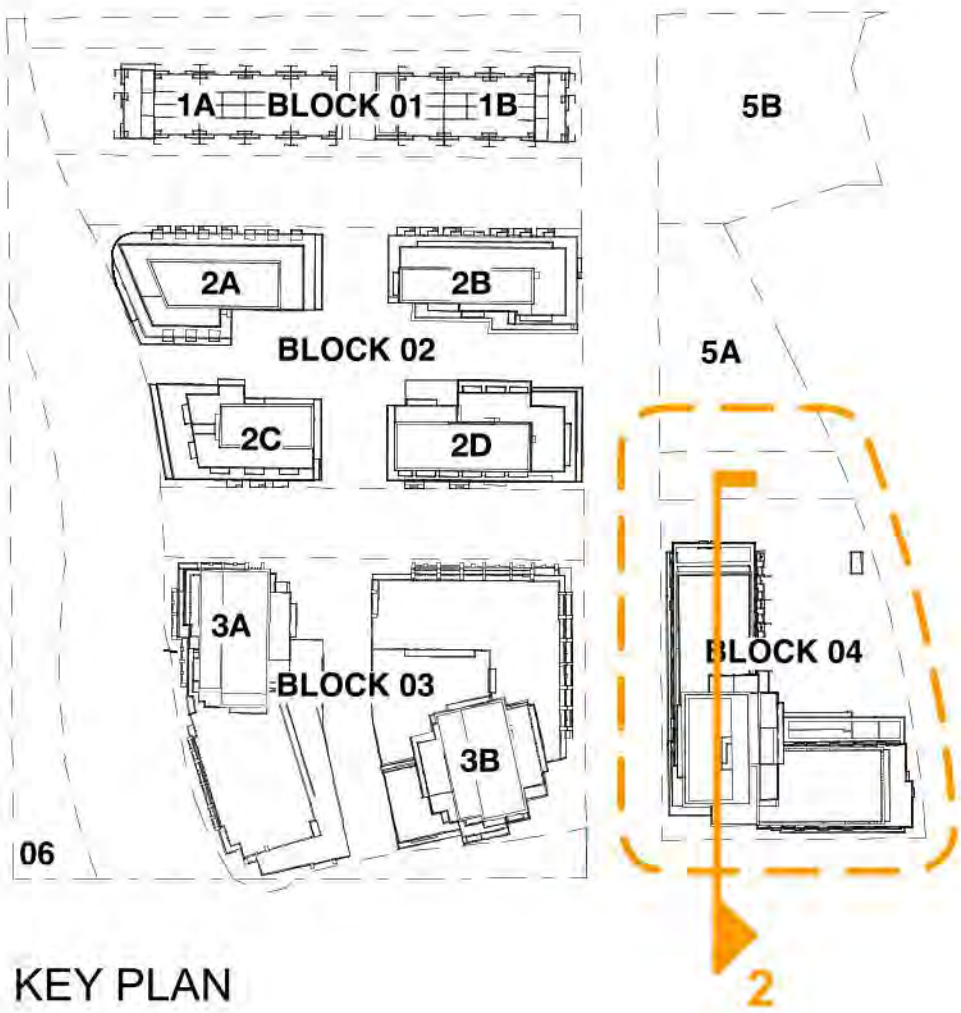 1A BLOCK 01 1B
5B
2A
2B
BLOCK 02
5A
2C
2D
3A
BLOCK 03
BLOCK 04
3B
06
KEY PLAN
2